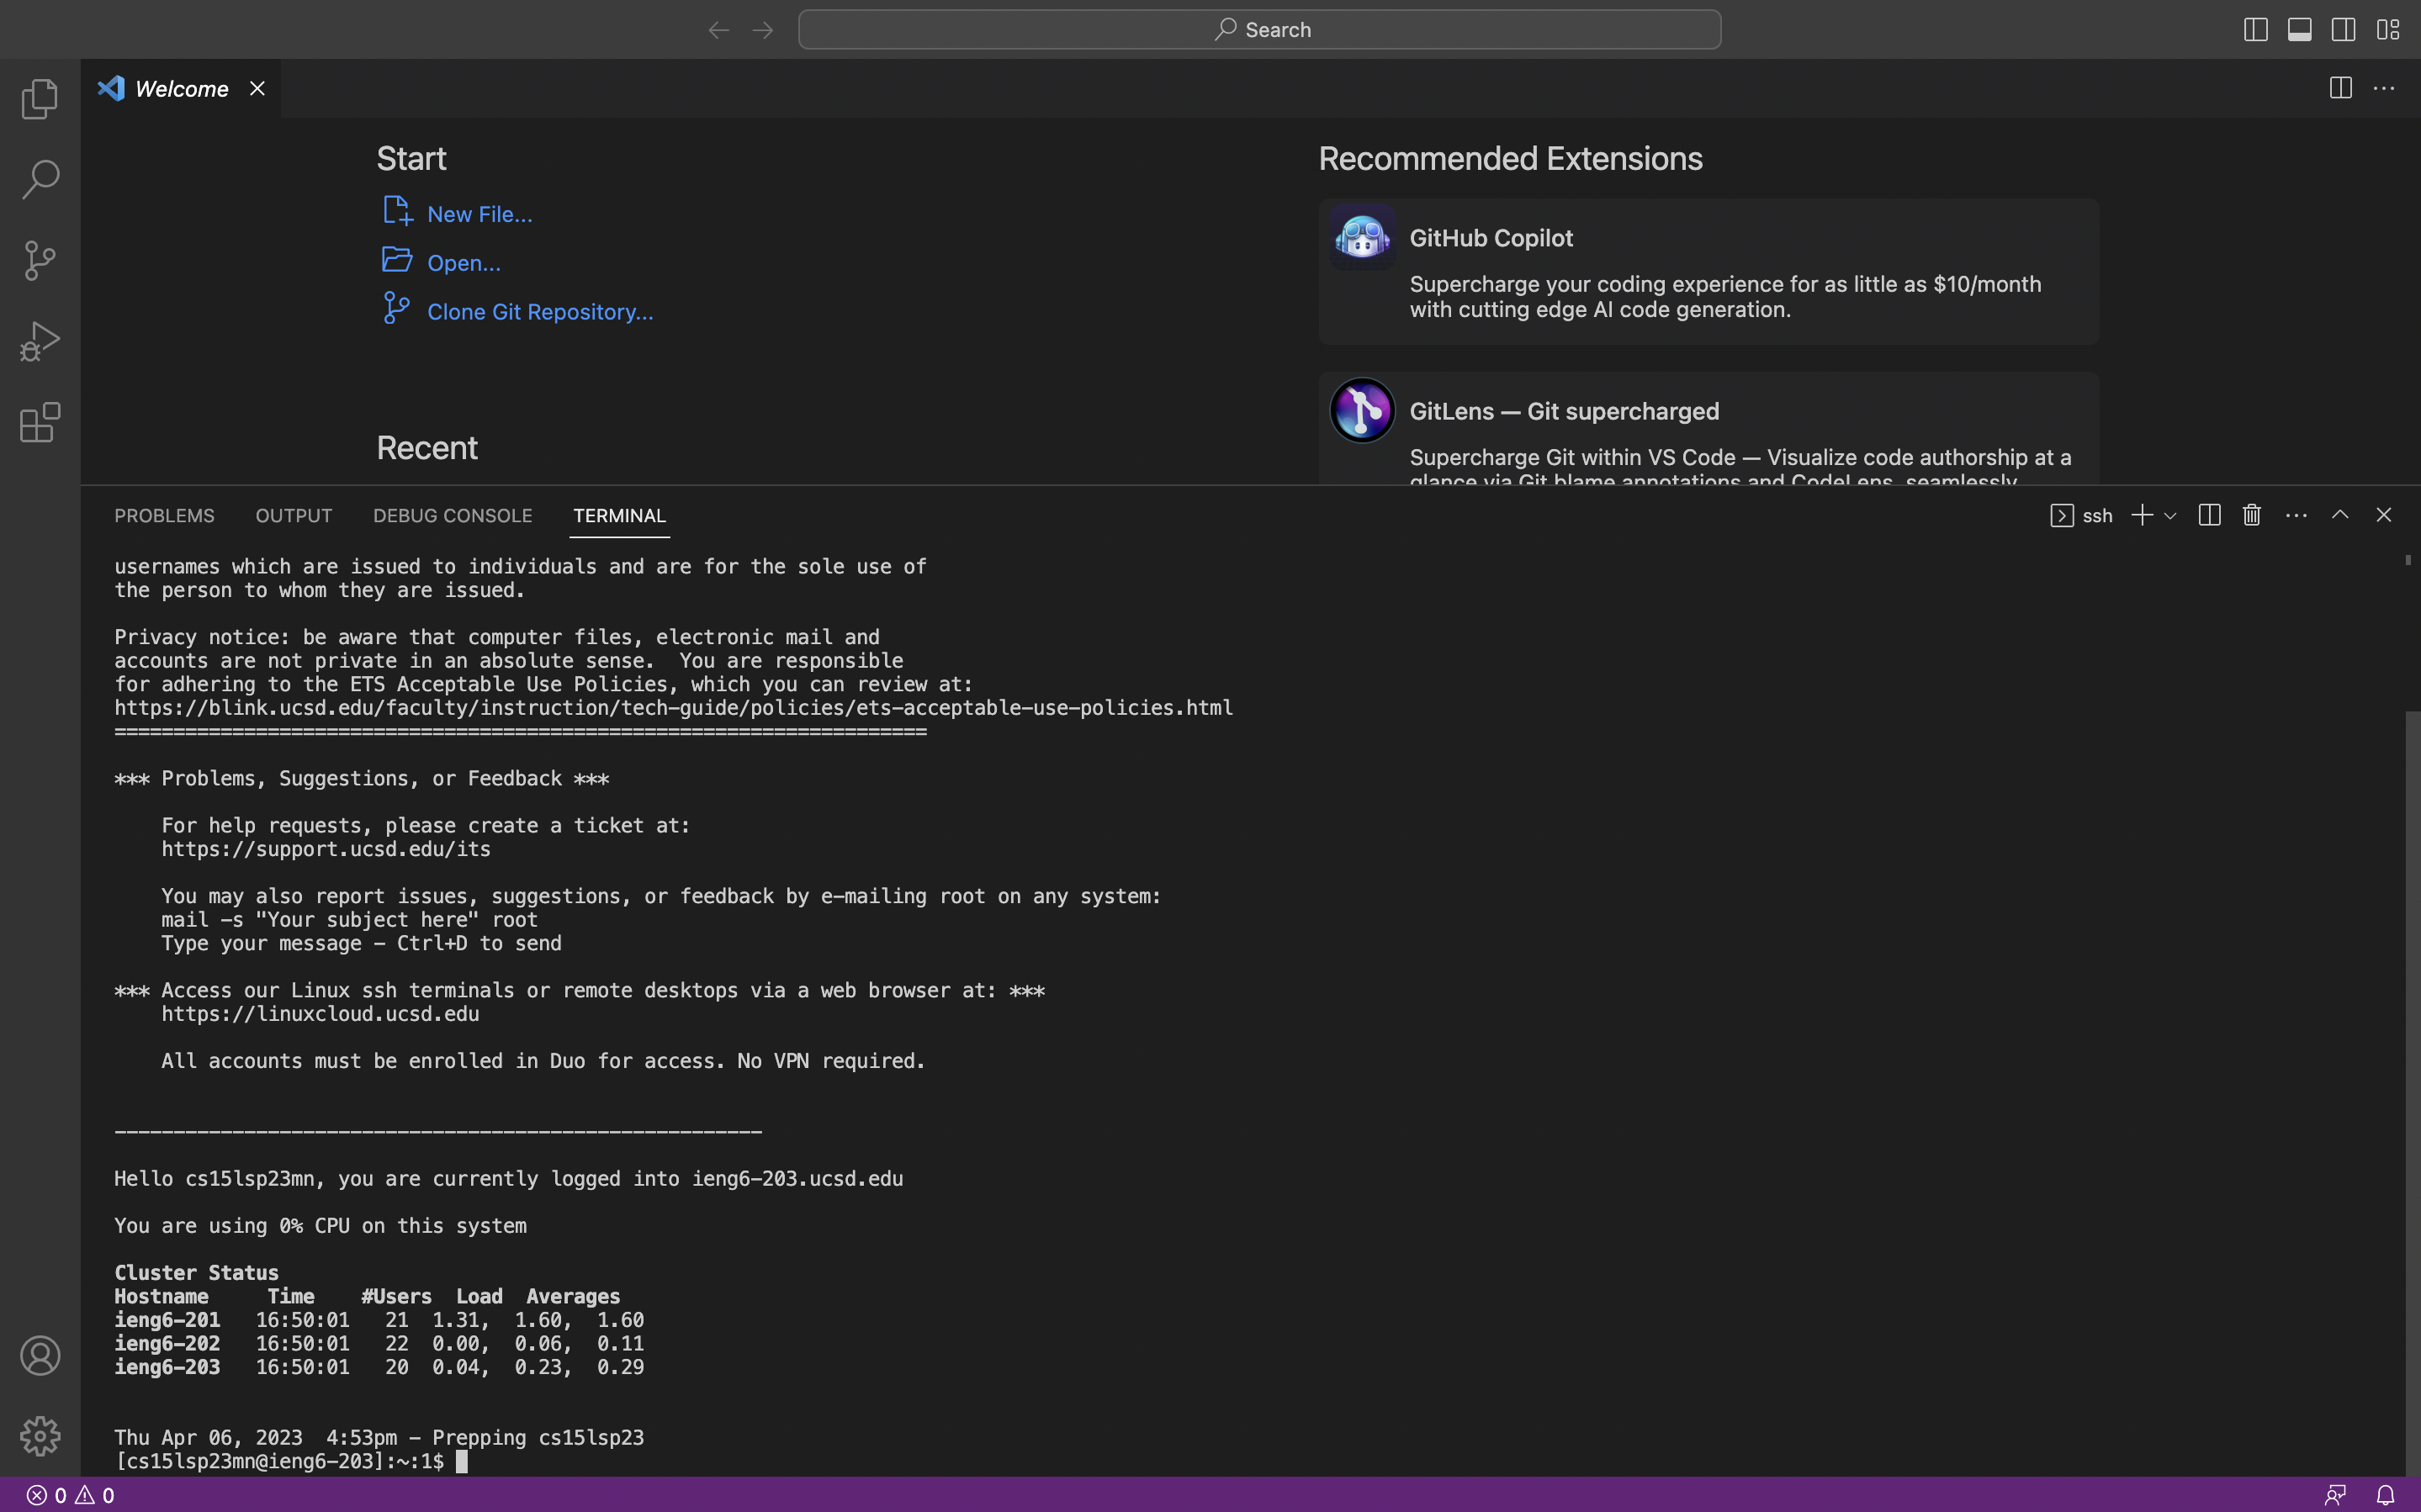 Search
Welcome
Start
New File...
Open...
Clone Git Repository...
Recent
Recommended Extensions
GitHub Copilot
Supercharge your coding experience for as little as $10/month
with cutting edge AI code generation.
GitLens — Git supercharged
Supercharge Git within VS Code — Visualize code authorship at a
glance via Git blame annotations and CodeLens, seamlessly
PROBLEMS OUTPUT DEBUG CONSOLE TERMINAL ssh
usernames which are issued to individuals and are for the sole use of
the person to whom they are issued.
Privacy notice: be aware that computer files, electronic mail and
accounts are not private in an absolute sense.  You are responsible
for adhering to the ETS Acceptable Use Policies, which you can review at:
https://blink.ucsd.edu/faculty/instruction/tech-guide/policies/ets-acceptable-use-policies.html
=====================================================================
*** Problems, Suggestions, or Feedback ***
For help requests, please create a ticket at:
https://support.ucsd.edu/its
You may also report issues, suggestions, or feedback by e-mailing root on any system:
mail -s "Your subject here" root
Type your message - Ctrl+D to send
*** Access our Linux ssh terminals or remote desktops via a web browser at: ***
https://linuxcloud.ucsd.edu
All accounts must be enrolled in Duo for access. No VPN required.
-------------------------------------------------------
Hello cs15lsp23mn, you are currently logged into ieng6-203.ucsd.edu
You are using 0% CPU on this system
Cluster Status
Hostname     Time    #Users  Load  Averages
ieng6-201   16:50:01   21  1.31,  1.60,  1.60
ieng6-202   16:50:01   22  0.00,  0.06,  0.11
ieng6-203   16:50:01   20  0.04,  0.23,  0.29
Thu Apr 06, 2023  4:53pm - Prepping cs15lsp23
[cs15lsp23mn@ieng6-203]:~:1$
0 0